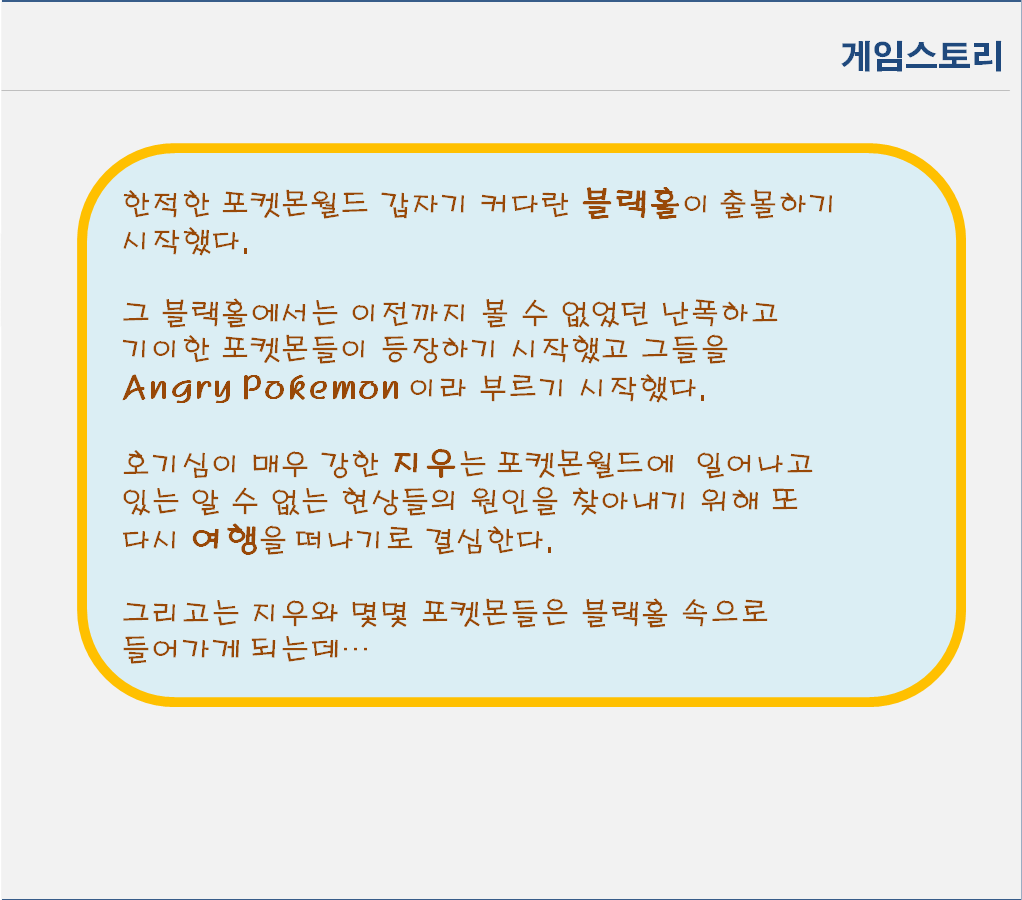 게임스토리
한적한 포켓몬월드 갑자기 커다란 블랙홀이 출몰하기
시작했다.
그 블랙홀에서는 이전까지 볼 수 없었던 난폭하고
기이한 포켓몬들이 등장하기 시작했고 그들을
Angry Pokemon 이라 부르기 시작했다.
호기심이 매우 강한 지우는 포켓몬월드에  일어나고
있는 알 수 없는 현상들의 원인을 찾아내기 위해 또
다시 여행을 떠나기로 결심한다.
그리고는 지우와 몇몇 포켓몬들은 블랙홀 속으로
들어가게 되는데…